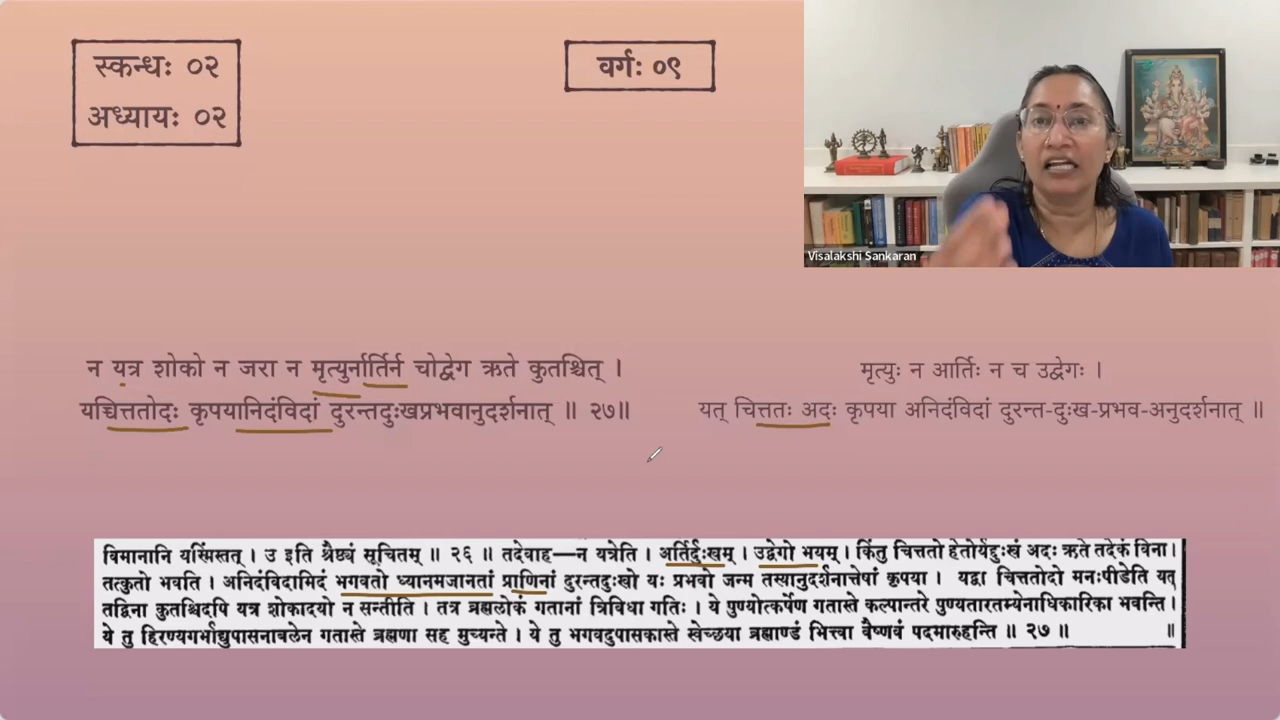 स्कन्धः ०२
अध्यायः ०२
वर्गः ०९
Visalakshi Sankaran
न यत्र शोको न जरा न मृत्युर्नार्तिर्न चोद्वेग ऋते कुतश्चित् ।
यच्चित्ततोदः कृपयानिदंविदां दुरन्तदुःखप्रभवानुदर्शनात् ॥ २७॥
मृत्युः न आर्तिः न च उद्वेगः ।
यत् चित्ततः अदः कृपया अनिदंविदां दुरन्त-दुःख-प्रभव-अनुदर्शनात् ॥
विमानानि यस्मिंस्तत् । उ इति श्रैष्ठ्यं सूचितम् ॥ २६ ॥ तदेवाह—न यत्रेति । अर्तिर्दुःखम् । उद्वेगो भयम् । किंतु चित्ततो हेतोर्यद्दुःखं अदः ऋते तदेकं विना ।
तत्कुतो भवति । अनिदंविदामिदं भगवतो ध्यानमजानतां प्राणिनां दुरन्तदुःखो यः प्रभवो जन्म तस्यानुदर्शनात्तेषां कृपया । यद्वा चित्ततोदो मनःपीडेति यत्
तद्विना कुतश्चिदपि यत्र शोकादयो न सन्तीति । तत्र ब्रह्मलोकं गतानां त्रिविधा गतिः । ये पुण्योत्कर्षेण गतास्ते कल्पान्तरे पुण्यतारतम्येनाधिकारिका भवन्ति ।
ये तु हिरण्यगर्भाद्युपासनाबलेन गतास्ते ब्रह्मणा सह मुच्यन्ते । ये तु भगवदुपासकास्ते स्वेच्छया ब्रह्माण्डं भित्त्वा वैष्णवं पदमारुहन्ति ॥ २७ ॥ ॥